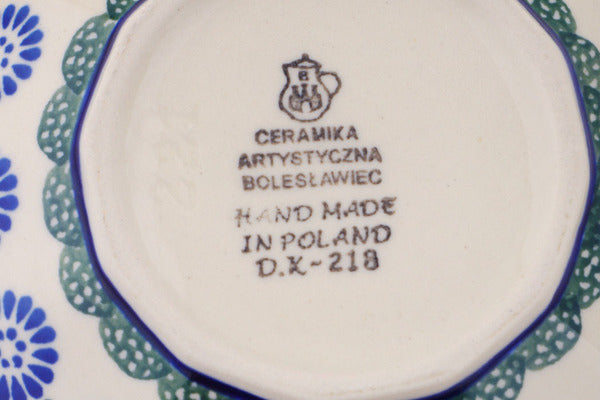 B
CERAMIKA
ARTYSTYCZNA
BOLESŁAWIEC
HAND MADE
IN POLAND
D.K-218